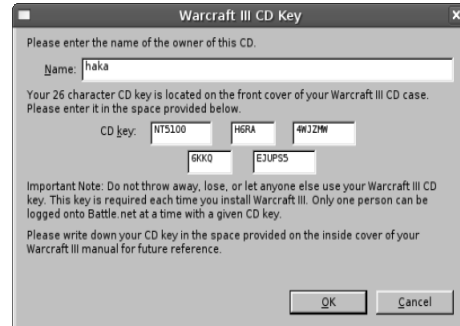 Warcraft III CD Key
Please enter the name of the owner of this CD.
Name: haka
Your 26 character CD key is located on the front cover of your Warcraft III CD case.
Please enter it in the space provided below.
CD key: NT5100 H6RA 4WJZMW
6KKQ EJUPS5
Important Note: Do not throw away, lose, or let anyone else use your Warcraft III CD
key. This key is required each time you install Warcraft III. Only one person can be
logged onto Battle.net at a time with a given CD key.
Please write down your CD key in the space provided on the inside cover of your
Warcraft III manual for future reference.
OK Cancel